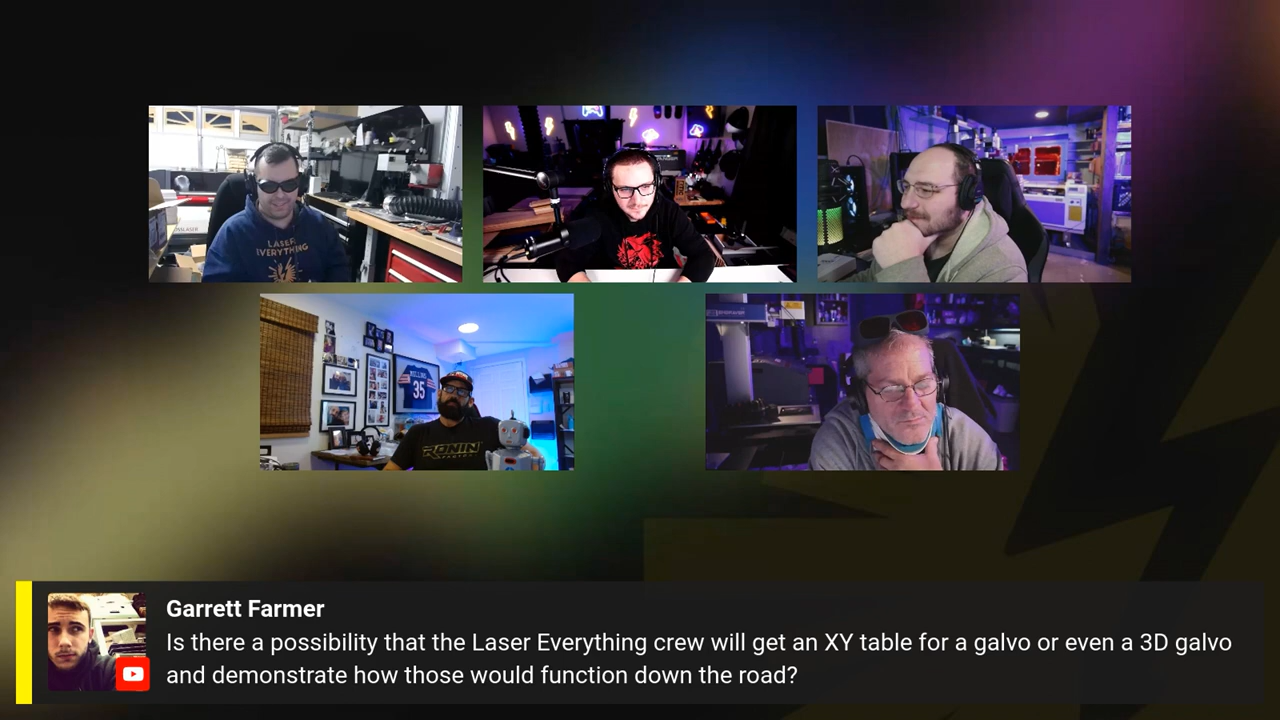 LASER
EVERYTHING
35
RONIN
Garrett Farmer
Is there a possibility that the Laser Everything crew will get an XY table for a galvo or even a 3D galvo
and demonstrate how those would function down the road?